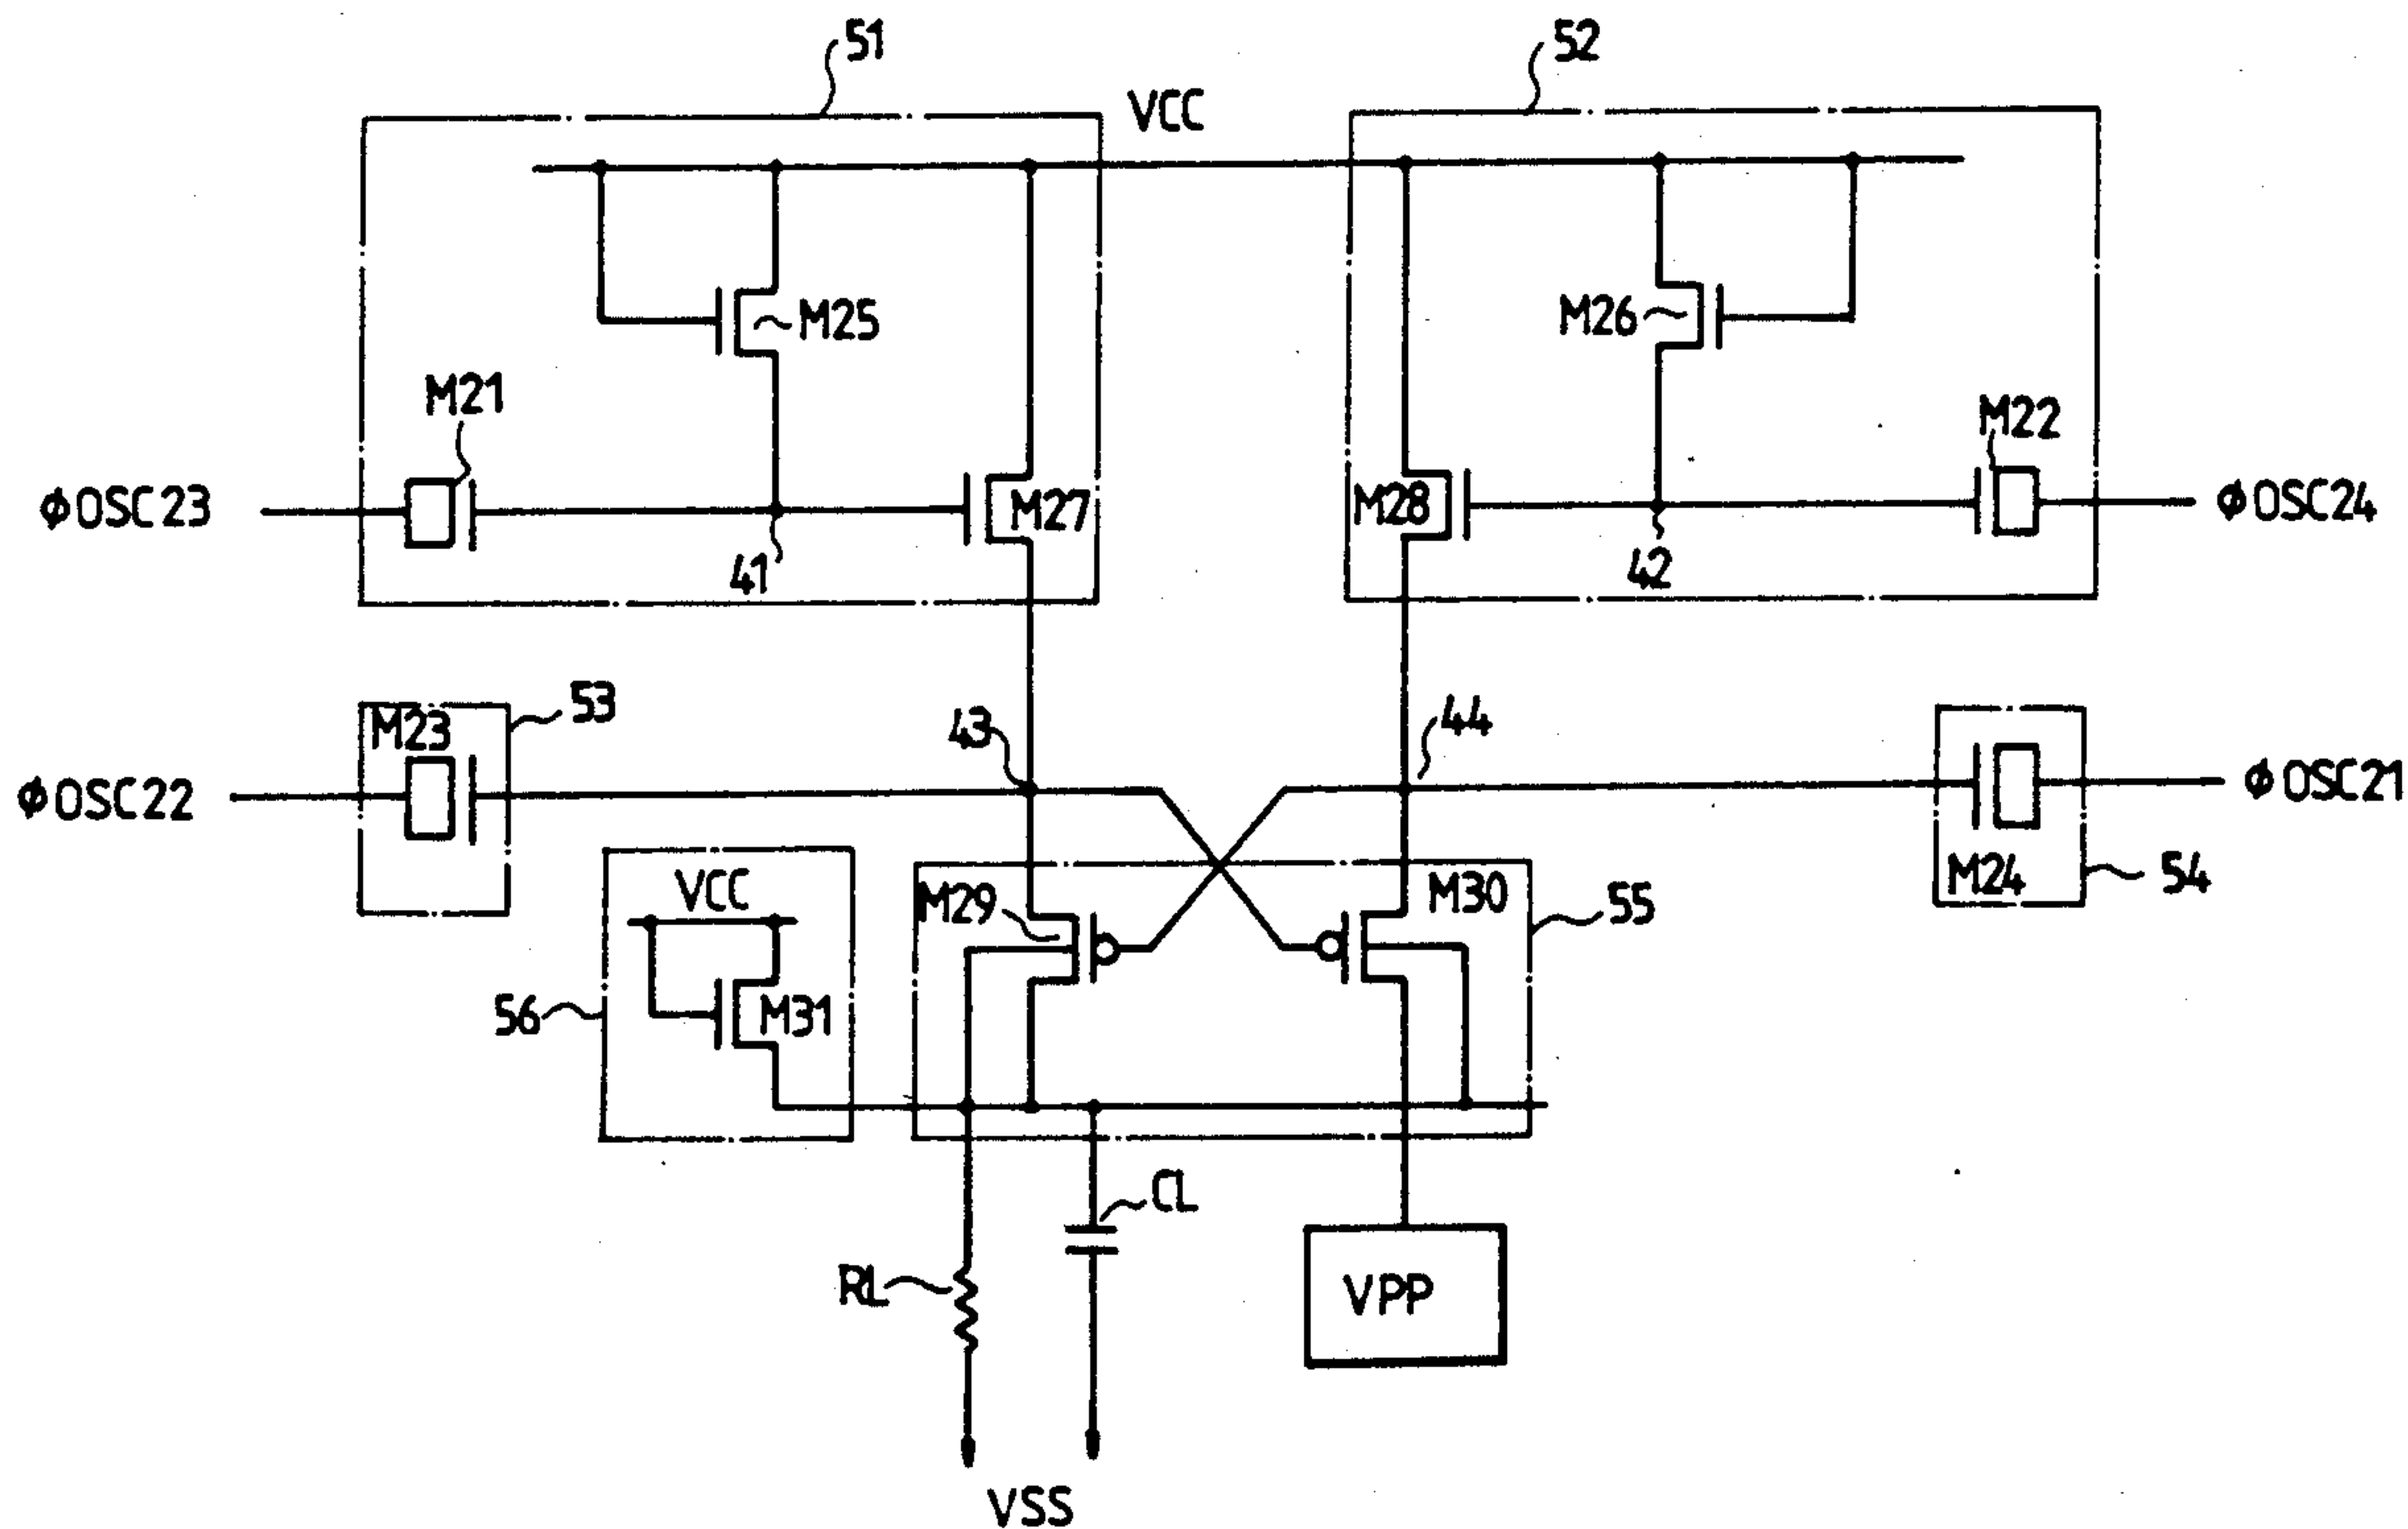 51
52
VCC
M25
M26
M21
M22
φOSC23
M27
M28
φOSC24
41
42
53
M23
43
44
φOSC22
φOSC21
VCC
M29
M30
55
M24
54
56
M31
CL
RL
VPP
VSS